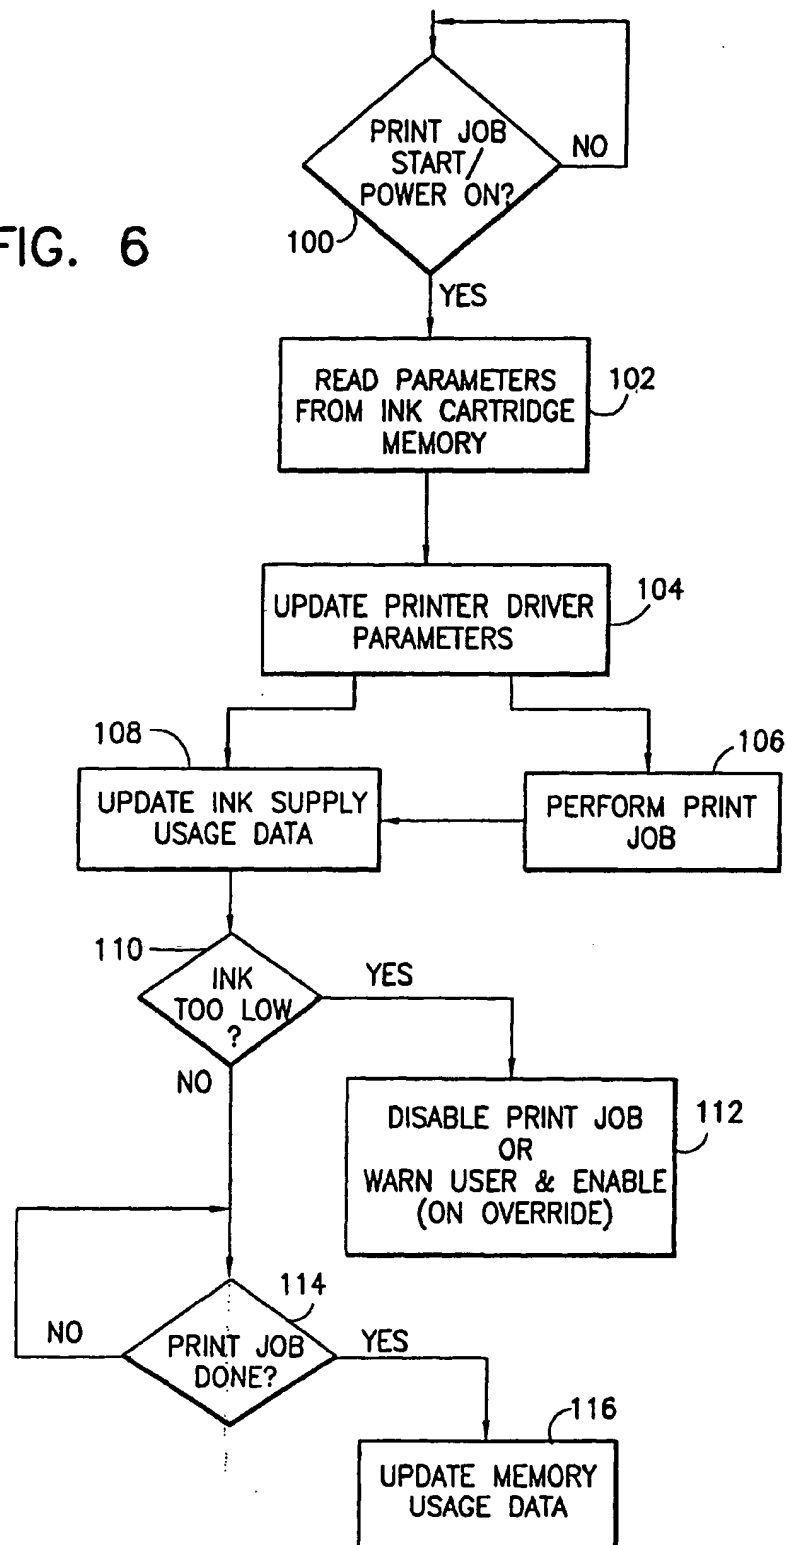 PRINT JOB
START/
POWER ON?
NO
100
FIG. 6
YES
READ PARAMETERS
FROM INK CARTRIDGE
MEMORY
102
UPDATE PRINTER DRIVER
PARAMETERS
104
108
UPDATE INK SUPPLY
USAGE DATA
106
PERFORM PRINT
JOB
110
INK
TOO LOW
?
YES
NO
DISABLE PRINT JOB
OR
WARN USER & ENABLE
(ON OVERRIDE)
112
114
PRINT JOB
DONE?
NO
YES
116
UPDATE MEMORY
USAGE DATA